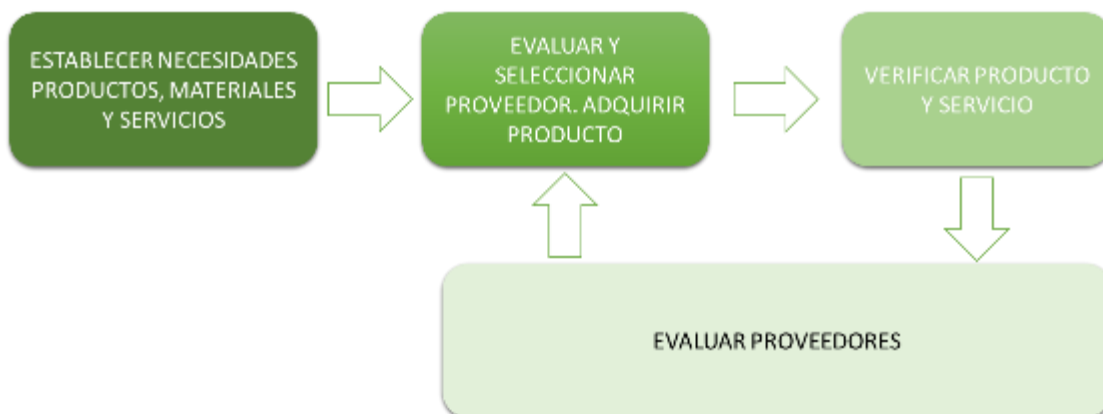 ESTABLECER NECESIDADES
PRODUCTOS, MATERIALES
Y SERVICIOS
EVALUAR Y
SELECCIONAR
PROVEEDOR. ADQUIRIR
PRODUCTO
VERIFICAR PRODUCTO
Y SERVICIO
EVALUAR PROVEEDORES